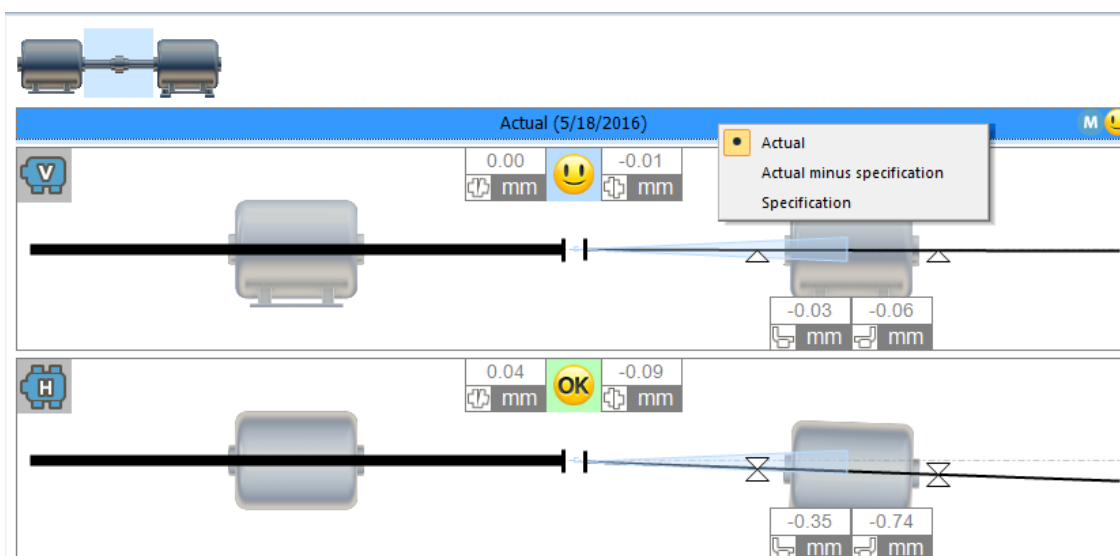 Actual (5/18/2016)
M
Actual
Actual minus specification
Specification
V
0.00
-0.01
mm
mm
-0.03
-0.06
mm
mm
H
0.04
OK
-0.09
mm
mm
-0.35
-0.74
mm
mm